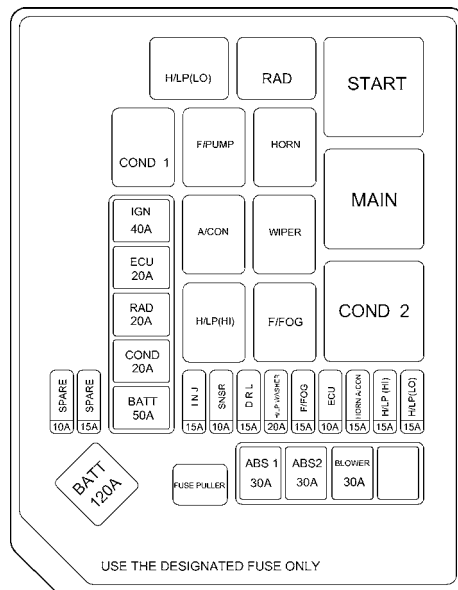 H/LP(LO)
RAD
START
COND 1
F/PUMP
HORN
MAIN
IGN
40A
ECU
20A
RAD
20A
COND
20A
BATT
50A
A/CON
WIPER
H/LP(HI)
F/FOG
COND 2
SPARE
10A
SPARE
15A
INJ
15A
SNSR
10A
DRL
15A
H/LP WASHER
20A
F/FOG
15A
ECU
10A
HORN A/CON
15A
H/LP (HI)
15A
H/LP(LO)
15A
BATT
120A
FUSE PULLER
ABS 1
30A
ABS2
30A
BLOWER
30A
USE THE DESIGNATED FUSE ONLY